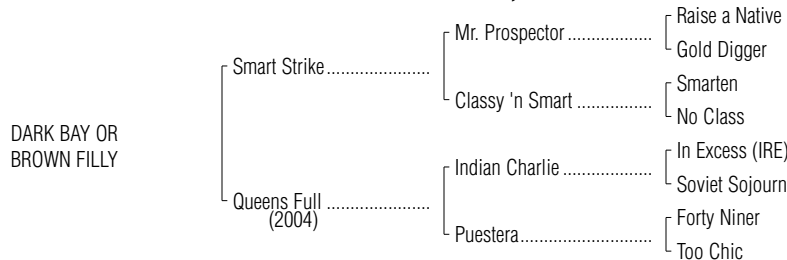 Raise a Native
Mr. Prospector ....................
Gold Digger
Smart Strike ......................
Smarten
Classy 'n Smart ..................
No Class
DARK BAY OR
BROWN FILLY
In Excess (IRE)
Indian Charlie .....................
Soviet Sojourn
Queens Full ......................
(2004)
Forty Niner
Puestera ...............................
Too Chic